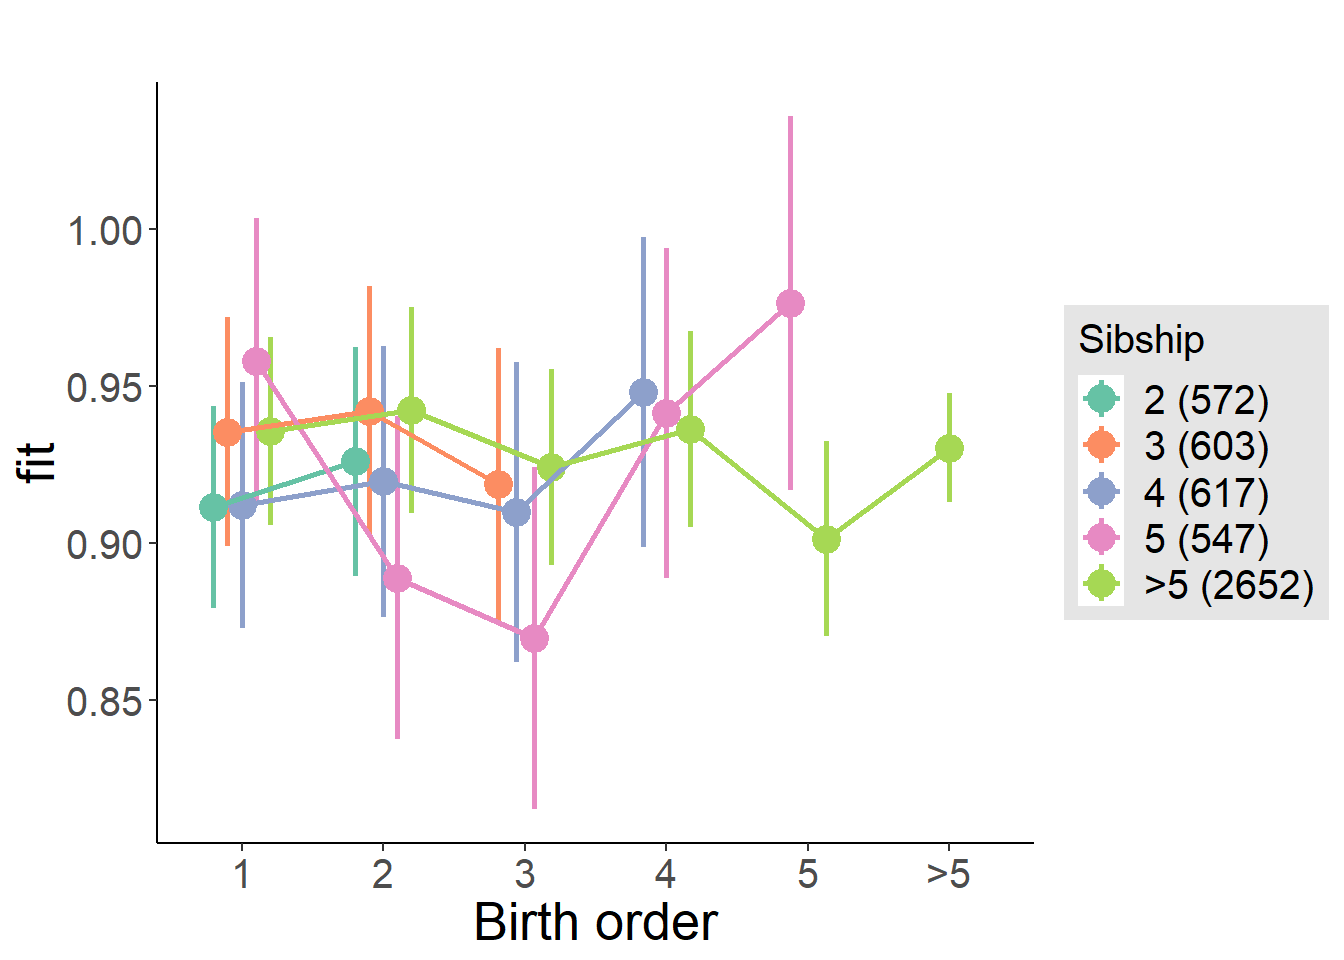 fit
1.00
0.95
0.90
0.85
1 2 3 4 5 >5
Birth order
Sibship
2 (572)
3 (603)
4 (617)
5 (547)
>5 (2652)